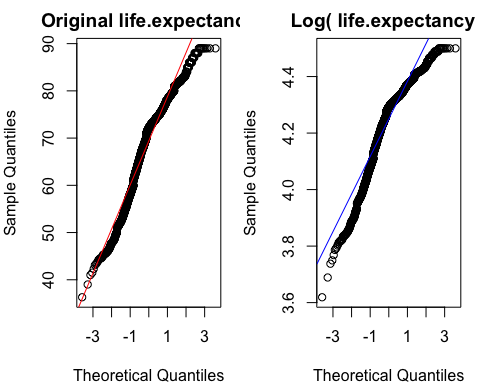 Original life.expectanc
Sample Quantiles
40 50 60 70 80 90
-3 -1 1 3
Theoretical Quantiles
Log( life.expectancy
Sample Quantiles
3.6 3.8 4.0 4.2 4.4
-3 -1 1 3
Theoretical Quantiles